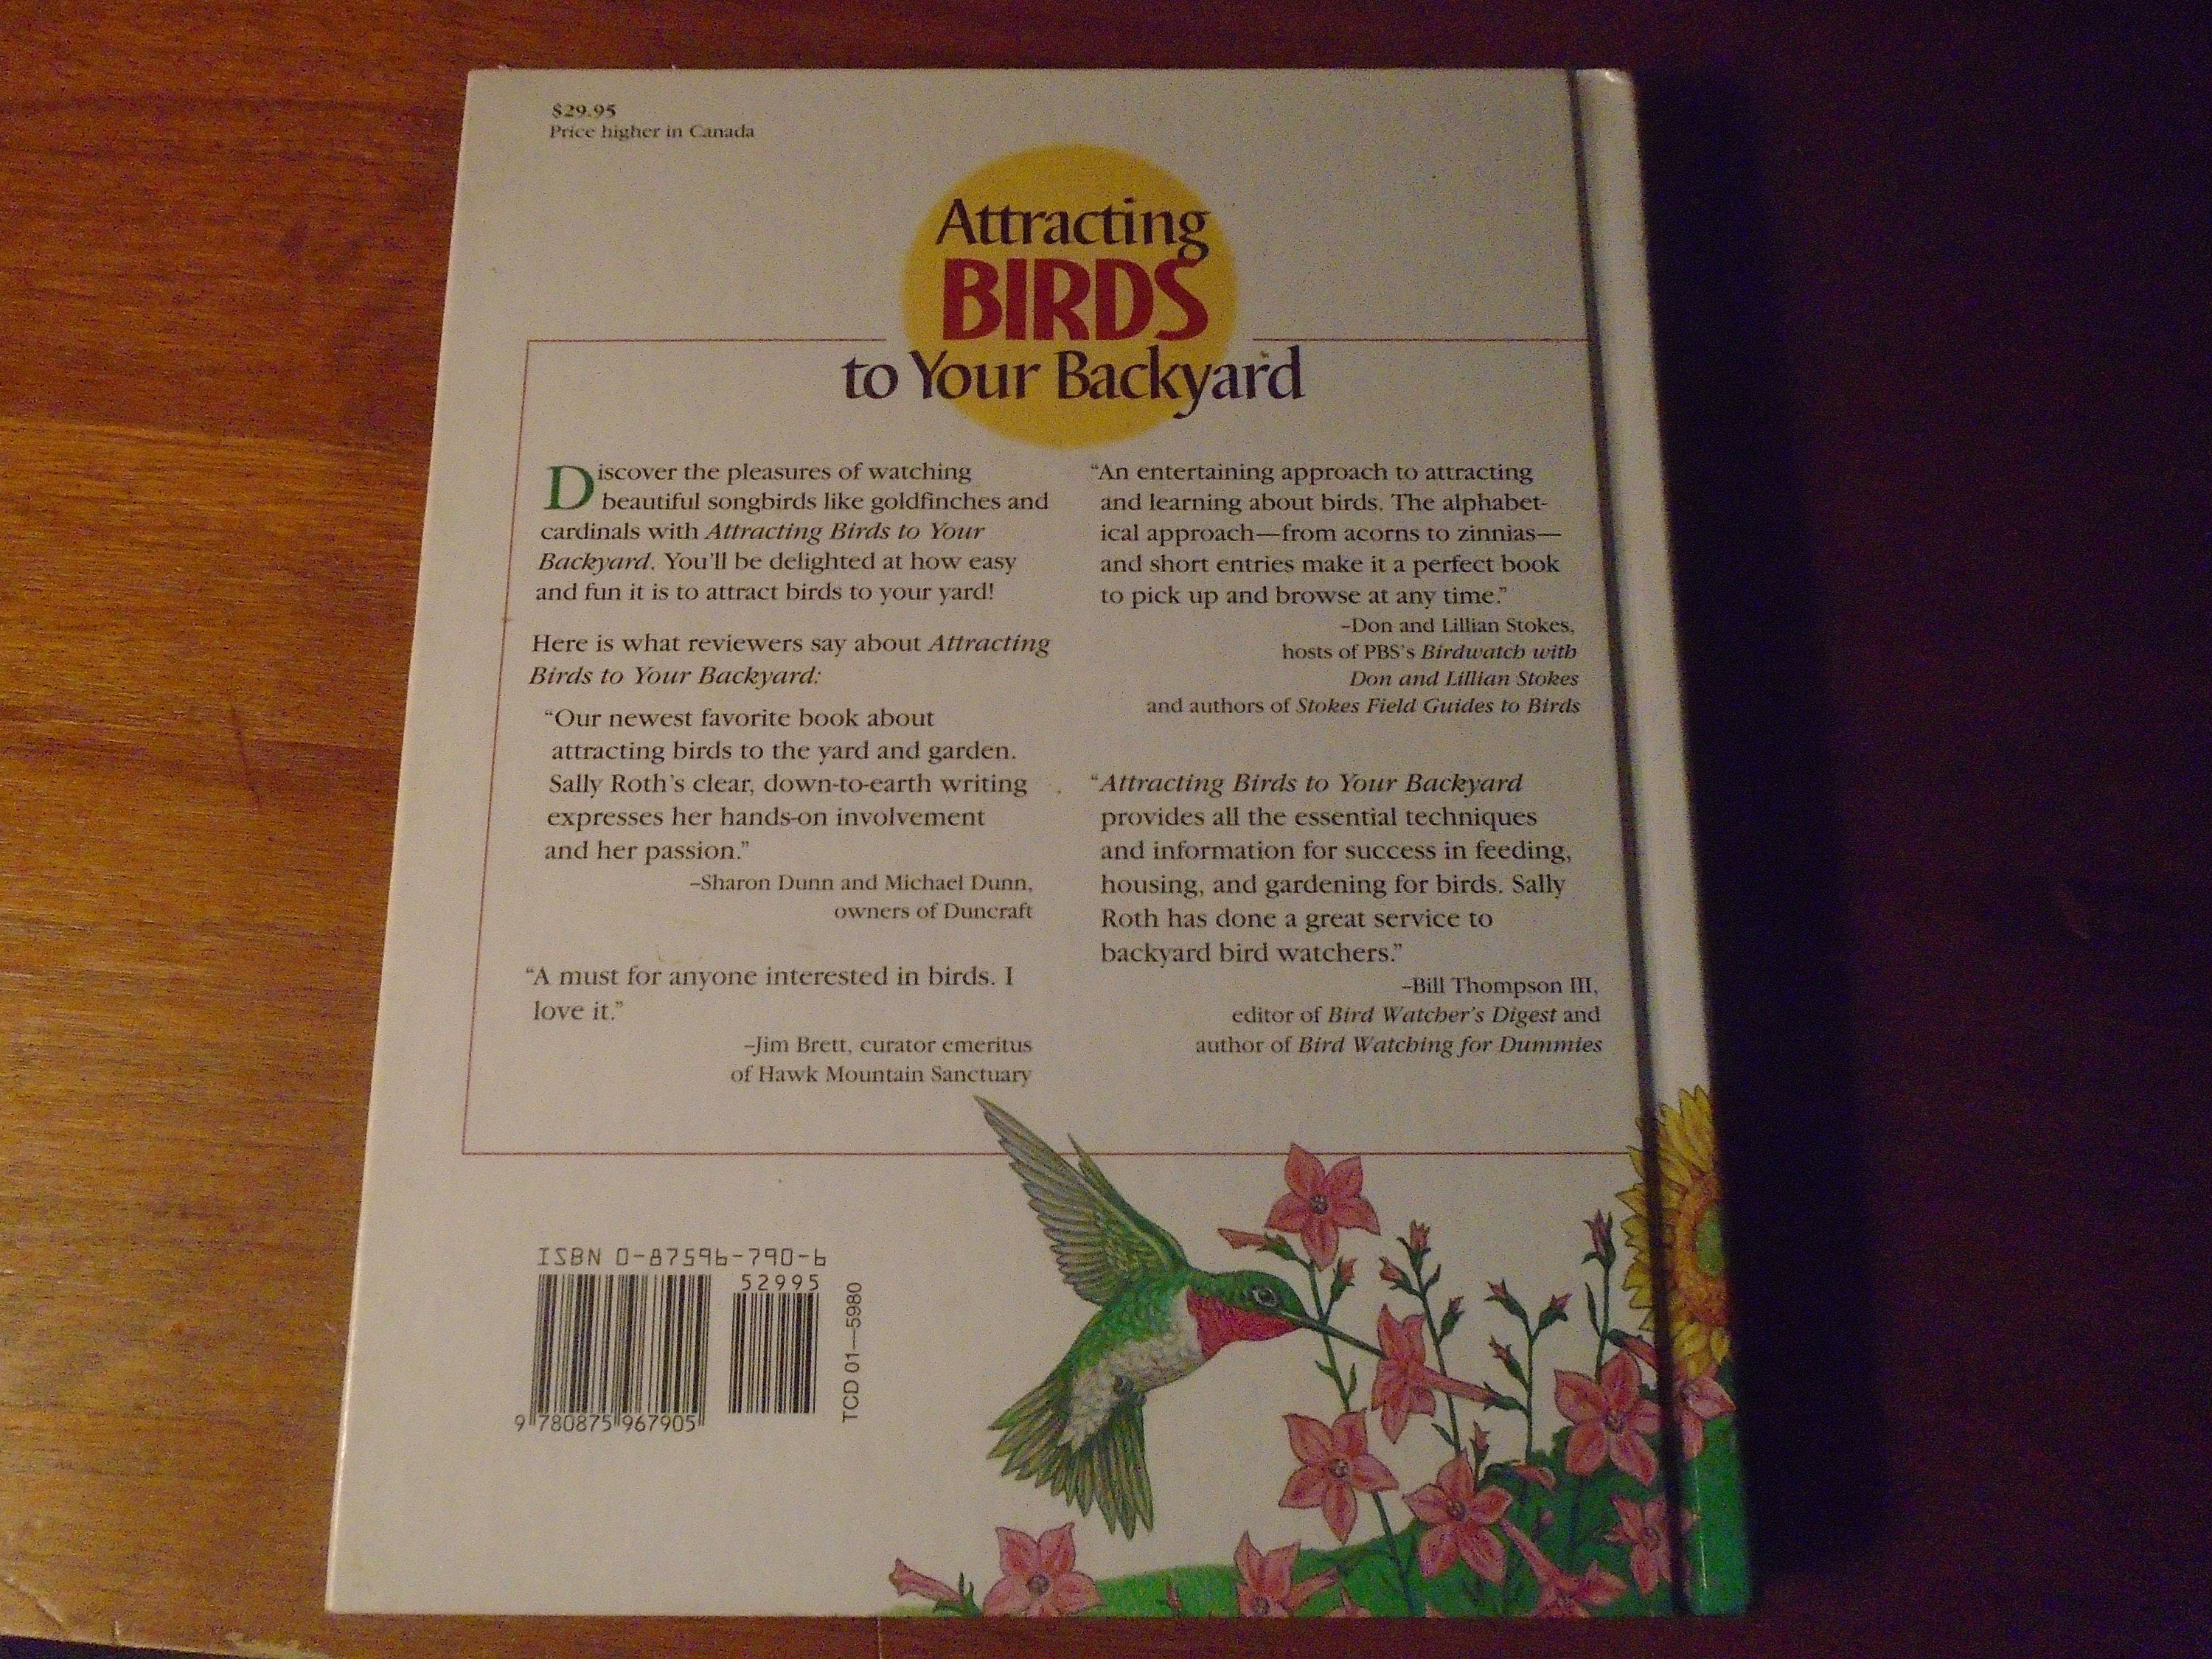 $29.95
Price higher in Canada
Attracting
BIRDS
to Your Backyard
Discover the pleasures of watching
beautiful songbirds like goldfinches and
cardinals with Attracting Birds to Your
Backyard. You'll be delighted at how easy
and fun it is to attract birds to your yard!
Here is what reviewers say about Attracting
Birds to Your Backyard:
“Our newest favorite book about
attracting birds to the yard and garden.
Sally Roth's clear, down-to-earth writing
expresses her hands-on involvement
and her passion.”
–Sharon Dunn and Michael Dunn,
owners of Duncraft
“A must for anyone interested in birds. I
love it.”
–Jim Brett, curator emeritus
of Hawk Mountain Sanctuary
“An entertaining approach to attracting
and learning about birds. The alphabet-
ical approach—from acorns to zinnias—
and short entries make it a perfect book
to pick up and browse at any time.”
–Don and Lillian Stokes,
hosts of PBS's Birdwatch with
Don and Lillian Stokes
and authors of Stokes Field Guides to Birds
“Attracting Birds to Your Backyard
provides all the essential techniques
and information for success in feeding,
housing, and gardening for birds. Sally
Roth has done a great service to
backyard bird watchers.”
–Bill Thompson III,
editor of Bird Watcher's Digest and
author of Bird Watching for Dummies
ISBN 0-87596-790-6
52995
9 780875 967905
TCD 01—5980